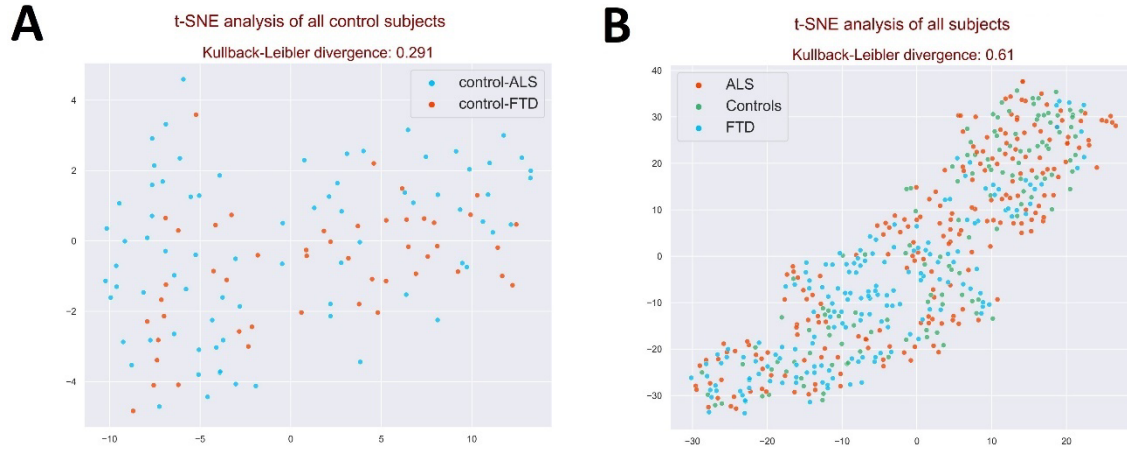 A
t-SNE analysis of all control subjects
Kullback-Leibler divergence: 0.291
control-ALS
control-FTD
4
2
0
−2
−4
−10
−5
0
5
10
B
t-SNE analysis of all subjects
Kullback-Leibler divergence: 0.61
ALS
Controls
FTD
40
30
20
10
0
−10
−20
−30
−30
−20
−10
0
10
20